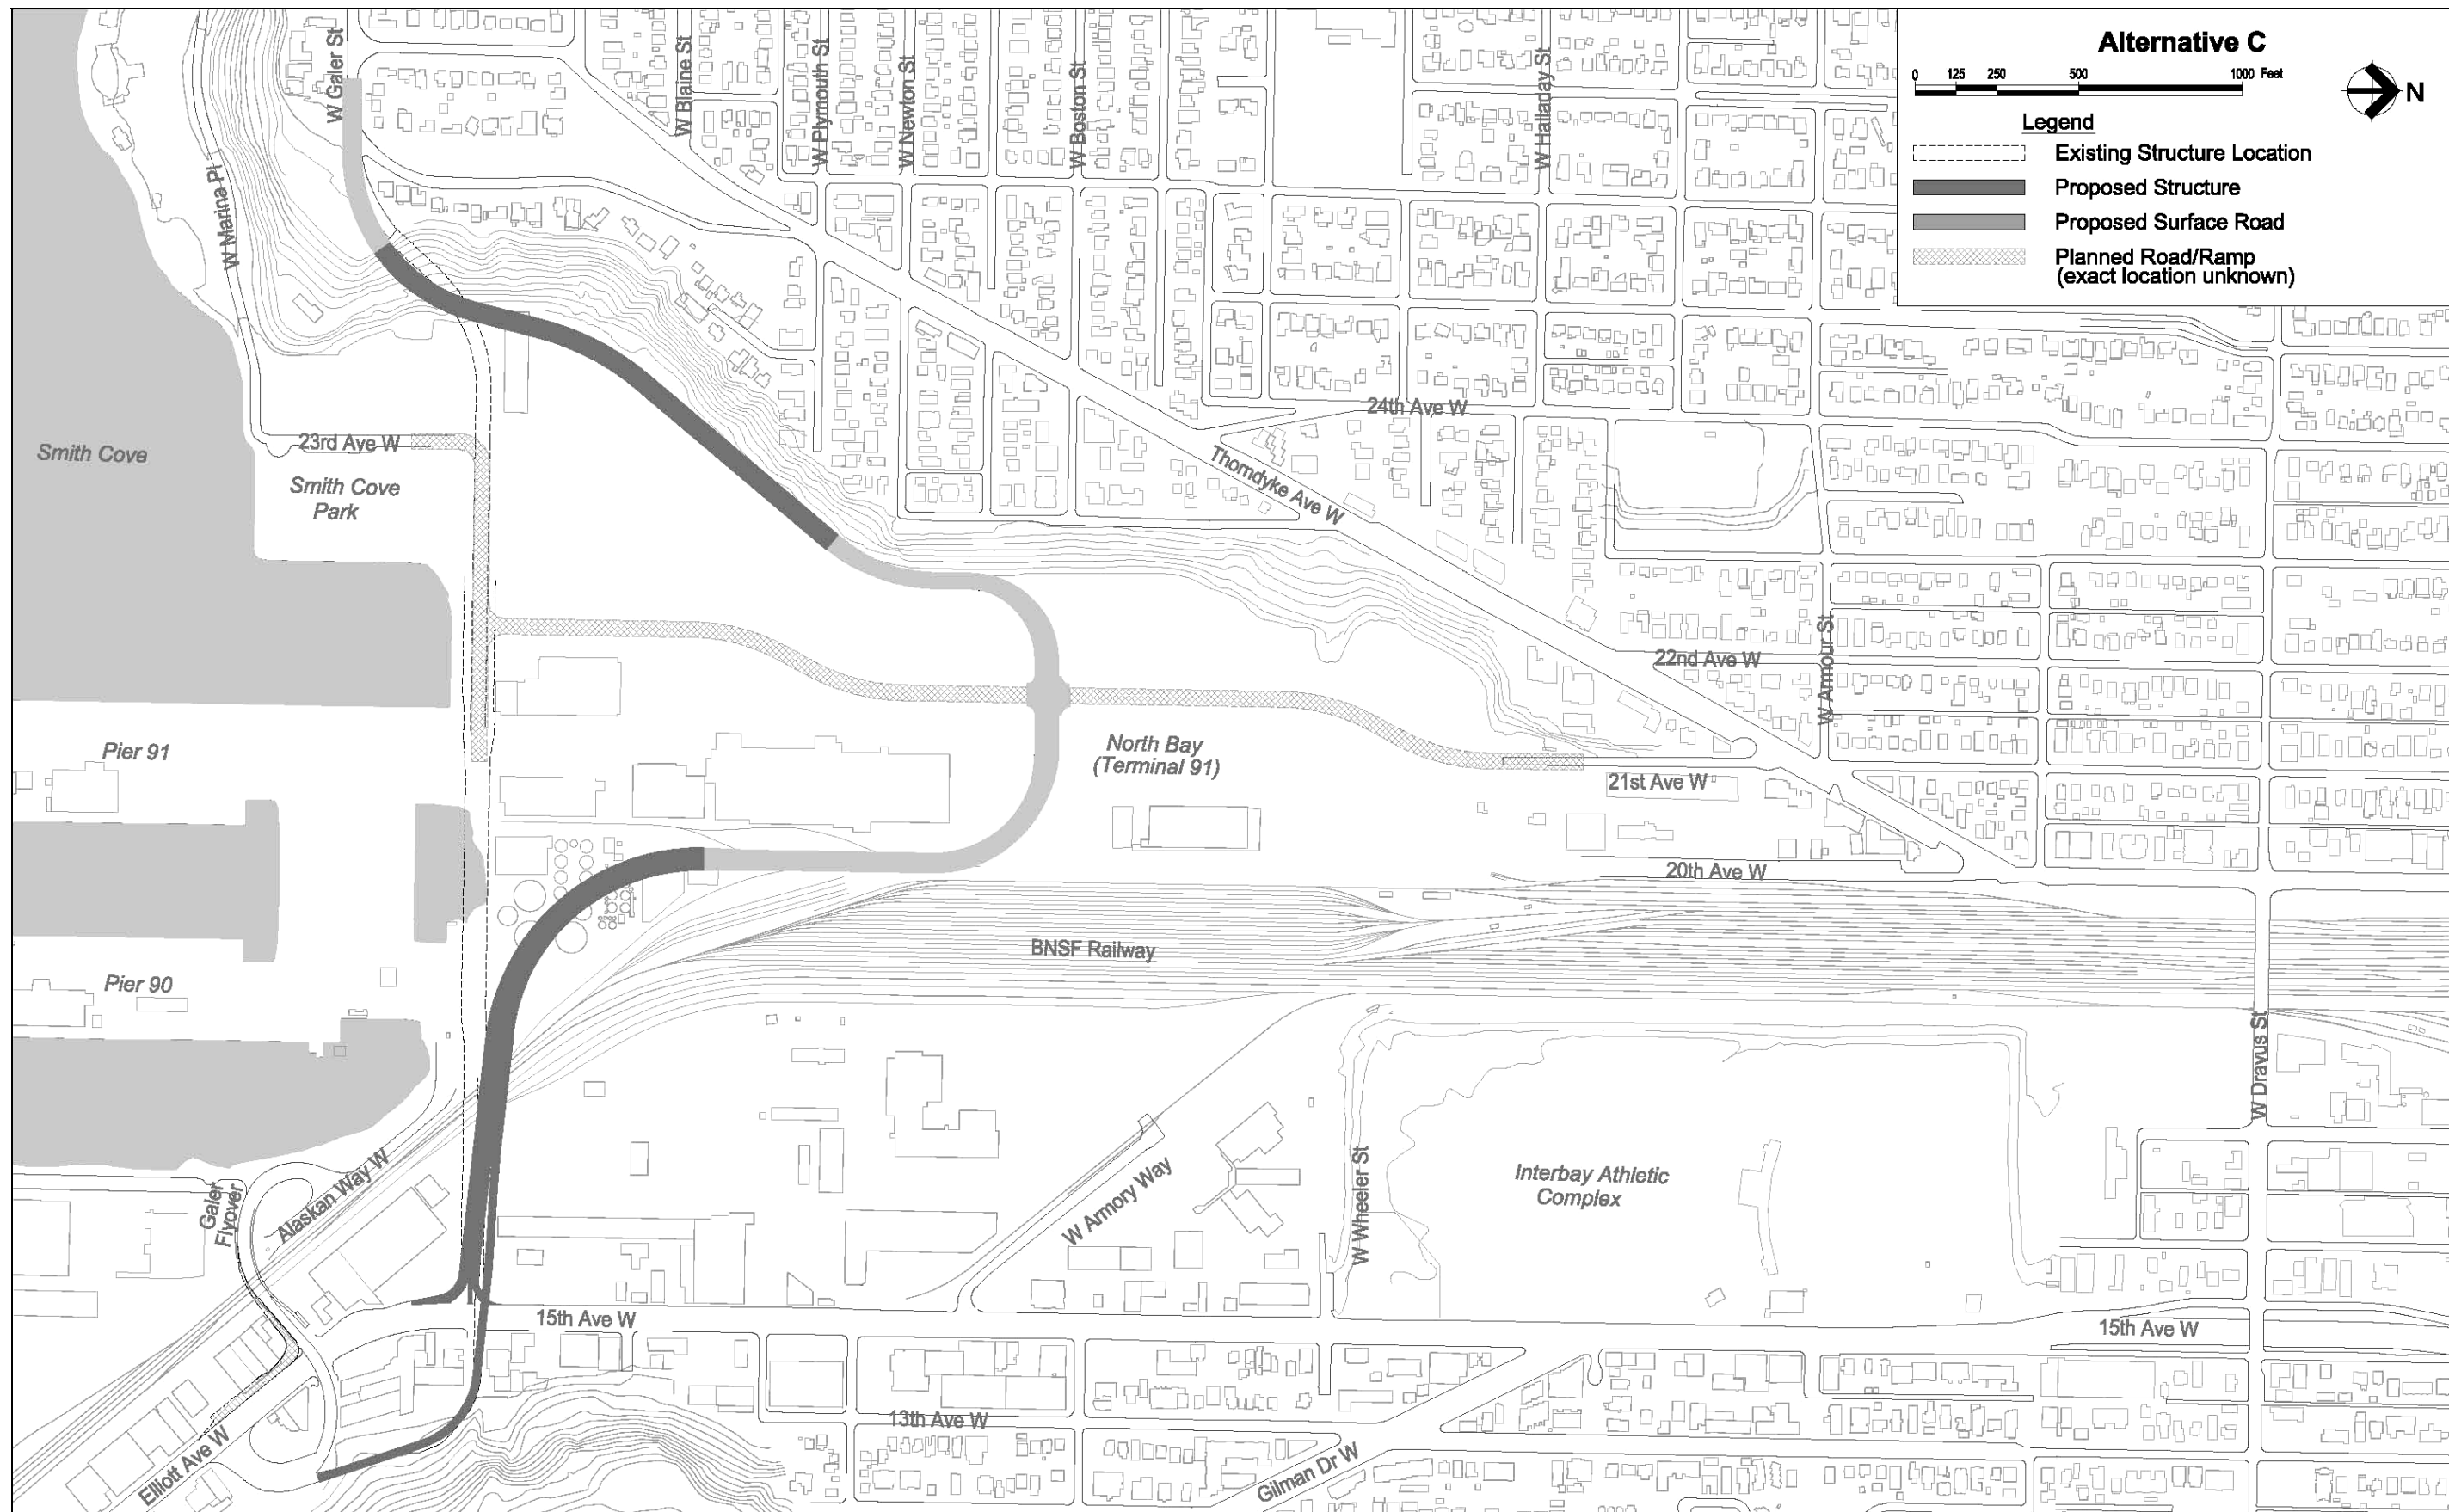 Alternative C
0 125 250 500 1000 Feet
N
Legend
Existing Structure Location
Proposed Structure
Proposed Surface Road
Planned Road/Ramp
(exact location unknown)
W Galer St
W Blaine St
W Plymouth St
W Newton St
W Boston St
W Halladay St
W Marina Pl
24th Ave W
23rd Ave W
Smith Cove
Smith Cove
Park
Thorndyke Ave W
22nd Ave W
W Armour St
Pier 91
North Bay
(Terminal 91)
21st Ave W
20th Ave W
BNSF Railway
Pier 90
W Dravus St
Galer
Flyover
Alaskan Way W
W Armory Way
W Wheeler St
Interbay Athletic
Complex
15th Ave W
15th Ave W
13th Ave W
Elliott Ave W
Gilman Dr W